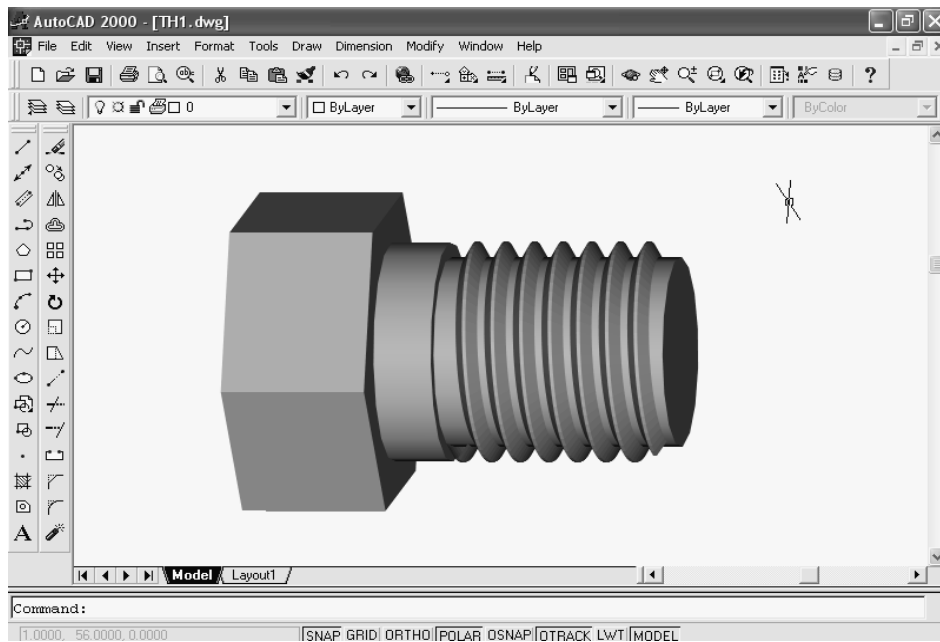 AutoCAD 2000 - [TH1.dwg]
File Edit View Insert Format Tools Draw Dimension Modify Window Help
0 ByLayer ByLayer ByLayer ByColor
A
Model Layout1
Command:
1.0000, 56.0000, 0.0000 SNAP GRID ORTHO POLAR OSNAP OTRACK LWT MODEL